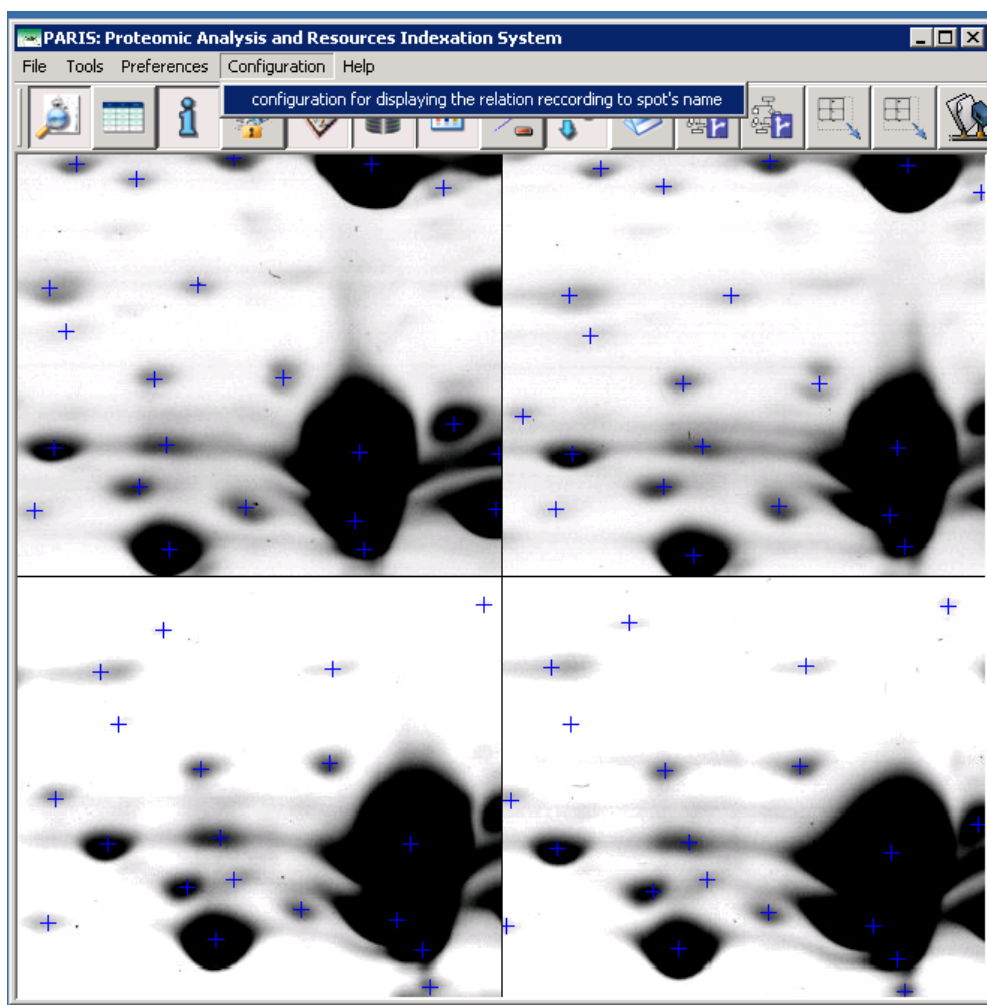 PARIS: Proteomic Analysis and Resources Indexation System
File Tools Preferences Configuration Help
configuration for displaying the relation reccording to spot's name